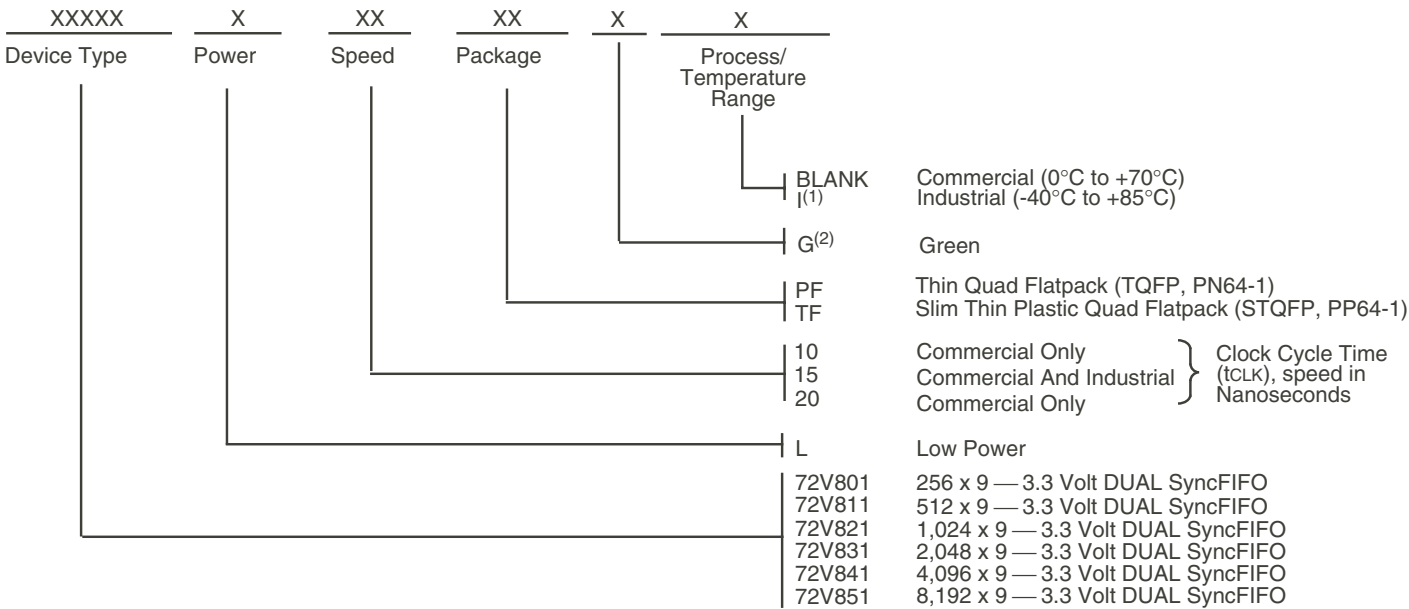 XXXXX X XX XX X X
Device Type Power Speed Package Process/
Temperature
Range
BLANK Commercial (0°C to +70°C)
I(1) Industrial (-40°C to +85°C)
G(2) Green
PF Thin Quad Flatpack (TQFP, PN64-1)
TF Slim Thin Plastic Quad Flatpack (STQFP, PP64-1)
10 Commercial Only
15 Commercial And Industrial
20 Commercial Only
Clock Cycle Time
(tCLK), speed in
Nanoseconds
L Low Power
72V801 256 x 9 — 3.3 Volt DUAL SyncFIFO
72V811 512 x 9 — 3.3 Volt DUAL SyncFIFO
72V821 1,024 x 9 — 3.3 Volt DUAL SyncFIFO
72V831 2,048 x 9 — 3.3 Volt DUAL SyncFIFO
72V841 4,096 x 9 — 3.3 Volt DUAL SyncFIFO
72V851 8,192 x 9 — 3.3 Volt DUAL SyncFIFO